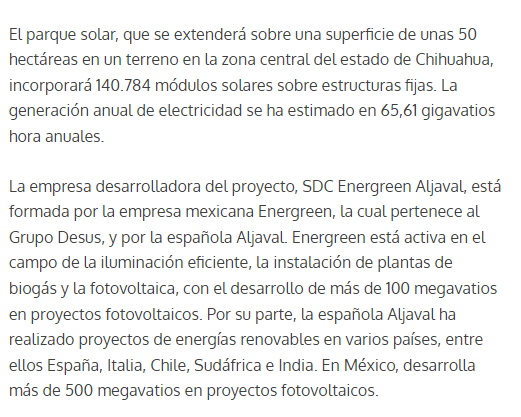 El parque solar, que se extenderá sobre una superficie de unas 50
hectáreas en un terreno en la zona central del estado de Chihuahua,
incorporará 140.784 módulos solares sobre estructuras fijas. La
generación anual de electricidad se ha estimado en 65,61 gigavatios
hora anuales.
La empresa desarrolladora del proyecto, SDC Energreen Aljaval, está
formada por la empresa mexicana Energreen, la cual pertenece al
Grupo Desus, y por la española Aljaval. Energreen está activa en el
campo de la iluminación eficiente, la instalación de plantas de
biogás y la fotovoltaica, con el desarrollo de más de 100 megavatios
en proyectos fotovoltaicos. Por su parte, la española Aljaval ha
realizado proyectos de energías renovables en varios países, entre
ellos España, Italia, Chile, Sudáfrica e India. En México, desarrolla
más de 500 megavatios en proyectos fotovoltaicos.